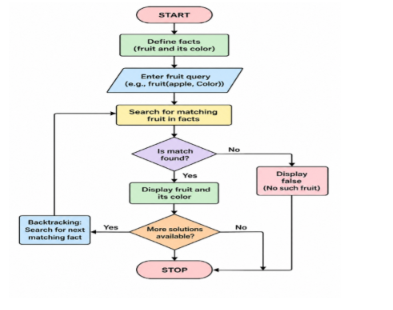 START
Define facts
(fruit and its color)
Enter fruit query
(e.g., fruit(apple, Color))
Search for matching
fruit in facts
Is match
found?
No
Yes
Display
false
(No such fruit)
Display fruit and
its color
Backtracking:
Search for next
matching fact
Yes
More solutions
available?
No
STOP